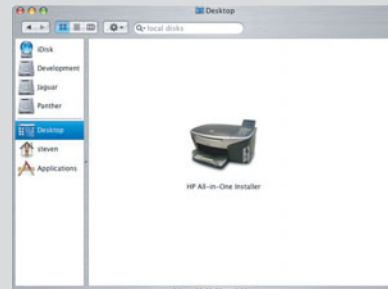 Desktop
local disks
iDisk
Development
Jaguar
Panther
Desktop
steven
Applications
HP All-in-One Installer